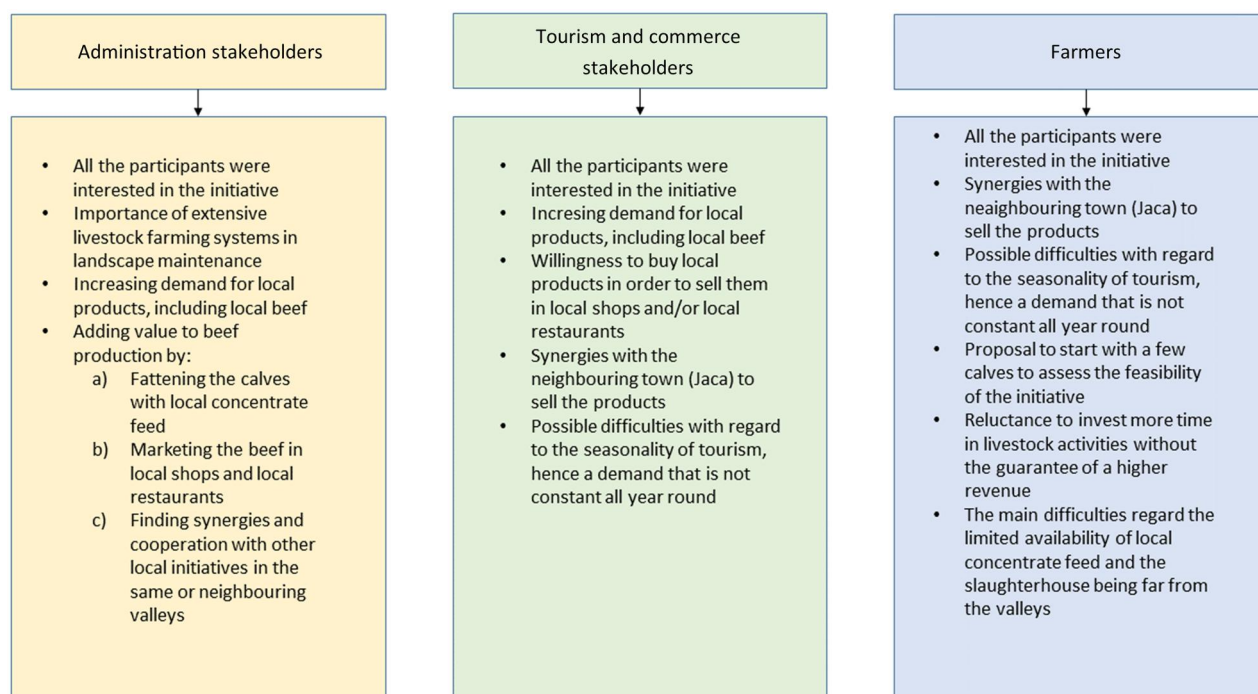 Administration stakeholders
• All the participants were
interested in the initiative
• Importance of extensive
livestock farming systems in
landscape maintenance
• Increasing demand for local
products, including local beef
• Adding value to beef
production by:
a) Fattening the calves
with local concentrate
feed
b) Marketing the beef in
local shops and local
restaurants
c) Finding synergies and
cooperation with other
local initiatives in the
same or neighbouring
valleys
Tourism and commerce
stakeholders
• All the participants were
interested in the initiative
• Incresing demand for local
products, including local beef
• Willingness to buy local
products in order to sell them
in local shops and/or local
restaurants
• Synergies with the
neighbouring town (Jaca) to
sell the products
• Possible difficulties with regard
to the seasonality of tourism,
hence a demand that is not
constant all year round
Farmers
• All the participants were
interested in the initiative
• Synergies with the
neaighbouring town (Jaca) to
sell the products
• Possible difficulties with regard
to the seasonality of tourism,
hence a demand that is not
constant all year round
• Proposal to start with a few
calves to assess the feasibility
of the initiative
• Reluctance to invest more time
in livestock activities without
the guarantee of a higher
revenue
• The main difficulties regard the
limited availability of local
concentrate feed and the
slaughterhouse being far from
the valleys